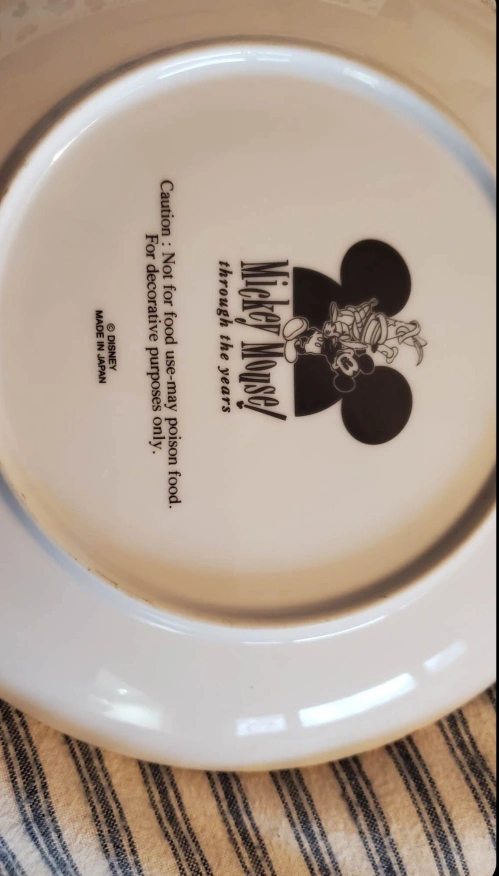 Mickey Mouse!
through the years
Caution : Not for food use-may poison food.
For decorative purposes only.
© DISNEY
MADE IN JAPAN